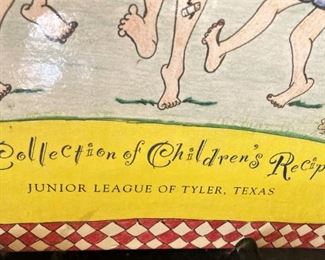 Collection of Children's Recip
JUNIOR LEAGUE OF TYLER, TEXAS